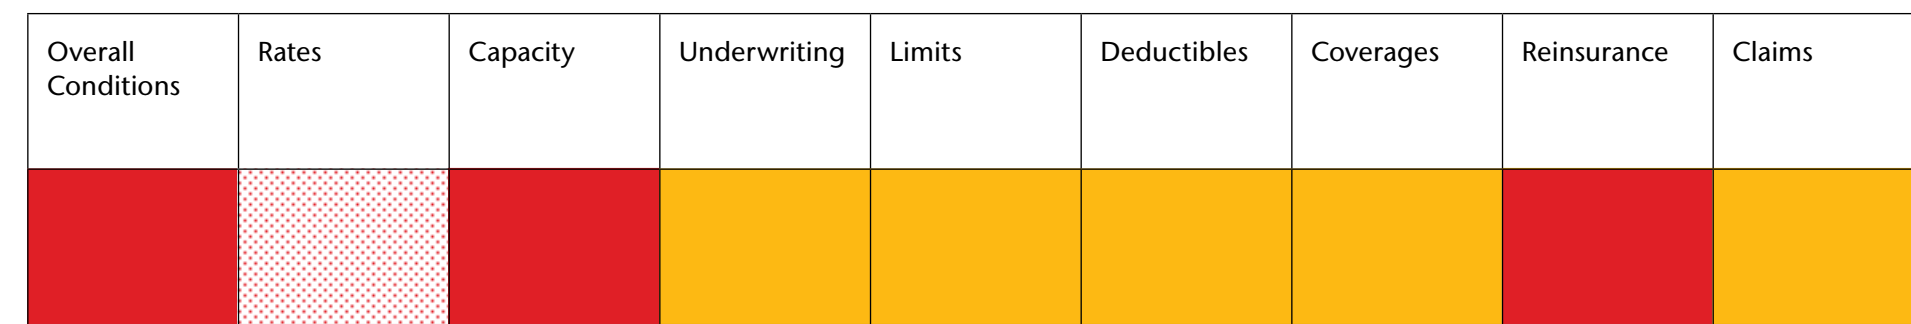 Overall
Conditions
Rates
Capacity
Underwriting
Limits
Deductibles
Coverages
Reinsurance
Claims